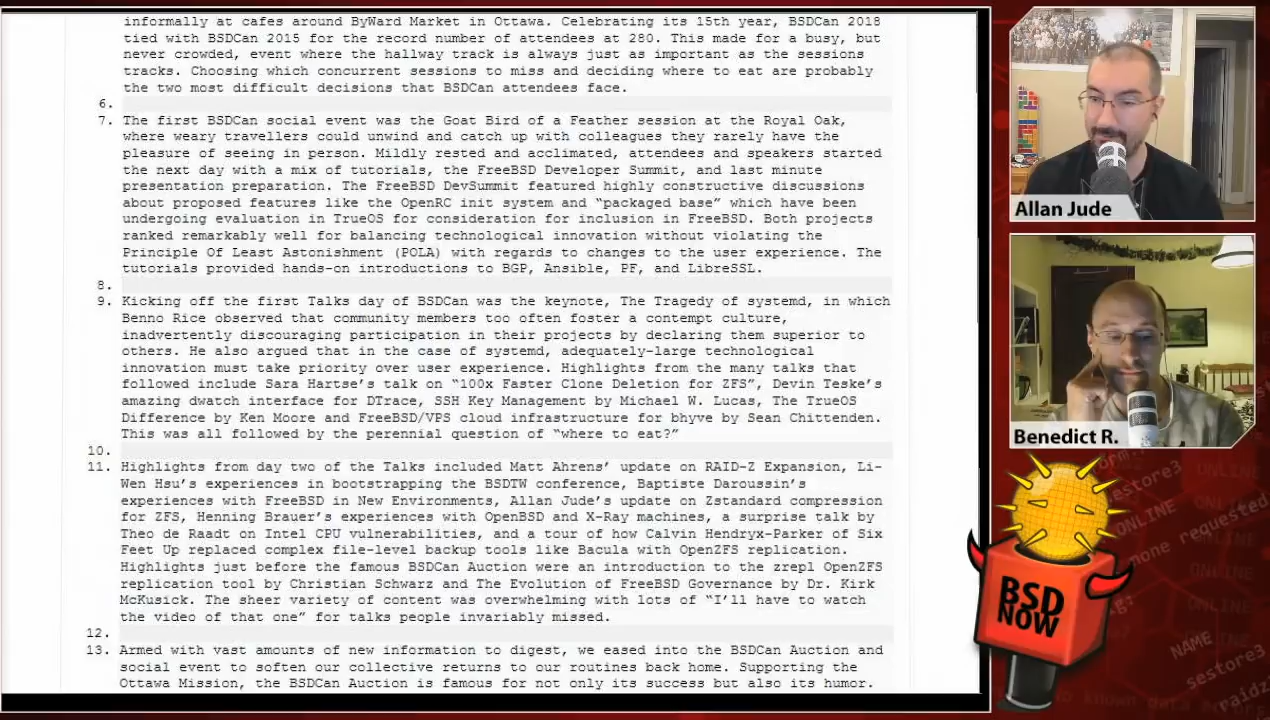 informally at cafes around ByWard Market in Ottawa. Celebrating its 15th year, BSDCan 2018
tied with BSDCan 2015 for the record number of attendees at 280. This made for a busy, but
never crowded, event where the hallway track is always just as important as the sessions
tracks. Choosing which concurrent sessions to miss and deciding where to eat are probably
the two most difficult decisions that BSDCan attendees face.
6.
7. The first BSDCan social event was the Goat Bird of a Feather session at the Royal Oak,
where weary travellers could unwind and catch up with colleagues they rarely have the
pleasure of seeing in person. Mildly rested and acclimated, attendees and speakers started
the next day with a mix of tutorials, the FreeBSD Developer Summit, and last minute
presentation preparation. The FreeBSD DevSummit featured highly constructive discussions
about proposed features like the OpenRC init system and “packaged base” which have been
undergoing evaluation in TrueOS for consideration for inclusion in FreeBSD. Both projects
ranked remarkably well for balancing technological innovation without violating the
Principle Of Least Astonishment (POLA) with regards to changes to the user experience. The
tutorials provided hands-on introductions to BGP, Ansible, PF, and LibreSSL.
8.
9. Kicking off the first Talks day of BSDCan was the keynote, The Tragedy of systemd, in which
Benno Rice observed that community members too often foster a contempt culture,
inadvertently discouraging participation in their projects by declaring them superior to
others. He also argued that in the case of systemd, adequately-large technological
innovation must take priority over user experience. Highlights from the many talks that
followed include Sara Hartse’s talk on “100x Faster Clone Deletion for ZFS”, Devin Teske’s
amazing dwatch interface for DTrace, SSH Key Management by Michael W. Lucas, The TrueOS
Difference by Ken Moore and FreeBSD/VPS cloud infrastructure for bhyve by Sean Chittenden.
This was all followed by the perennial question of “where to eat?”
10.
11. Highlights from day two of the Talks included Matt Ahrens’ update on RAID-Z Expansion, Li-
Wen Hsu’s experiences in bootstrapping the BSDTW conference, Baptiste Daroussin’s
experiences with FreeBSD in New Environments, Allan Jude’s update on Zstandard compression
for ZFS, Henning Brauer’s experiences with OpenBSD and X-Ray machines, a surprise talk by
Theo de Raadt on Intel CPU vulnerabilities, and a tour of how Calvin Hendryx-Parker of Six
Feet Up replaced complex file-level backup tools like Bacula with OpenZFS replication.
Highlights just before the famous BSDCan Auction were an introduction to the zrepl OpenZFS
replication tool by Christian Schwarz and The Evolution of FreeBSD Governance by Dr. Kirk
McKusick. The sheer variety of content was overwhelming with lots of “I’ll have to watch
the video of that one” for talks people invariably missed.
12.
13. Armed with vast amounts of new information to digest, we eased into the BSDCan Auction and
social event to soften our collective returns to our routines back home. Supporting the
Ottawa Mission, the BSDCan Auction is famous for not only its success but also its humor.
Allan Jude
Benedict R.
BSD
NOW
ONLINE
NAME